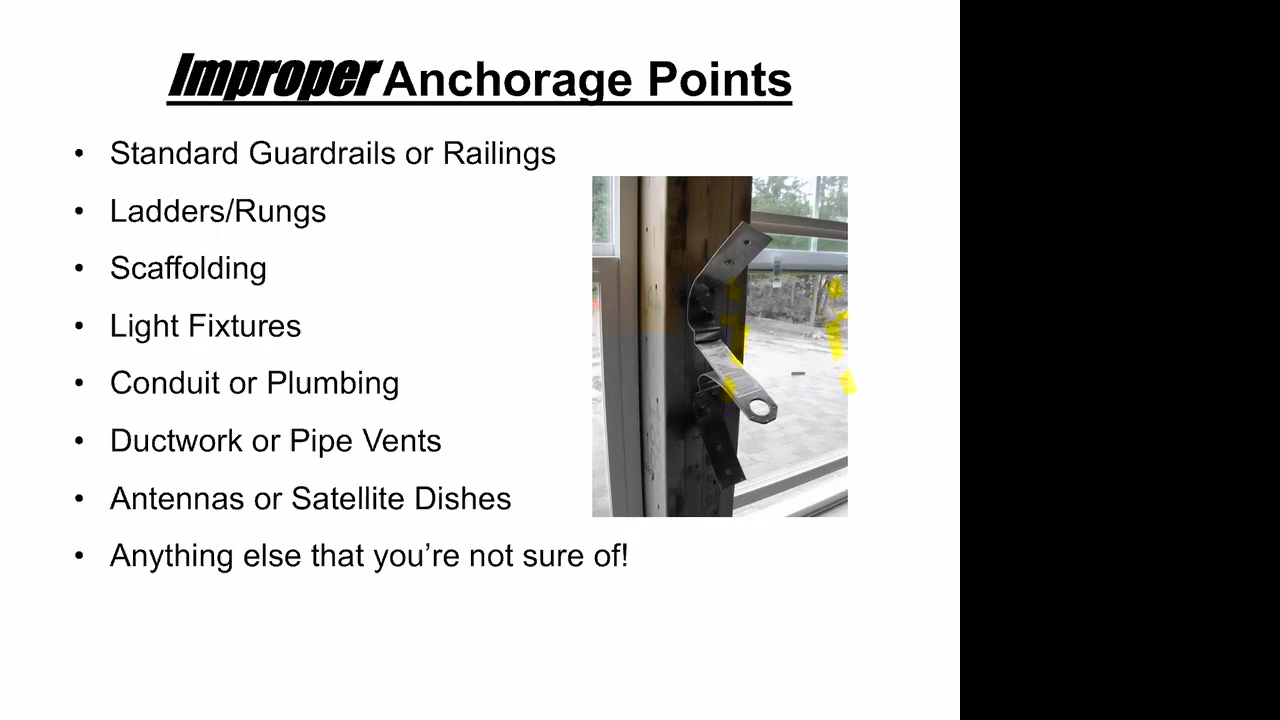 Improper Anchorage Points
• Standard Guardrails or Railings
• Ladders/Rungs
• Scaffolding
• Light Fixtures
• Conduit or Plumbing
• Ductwork or Pipe Vents
• Antennas or Satellite Dishes
• Anything else that you’re not sure of!